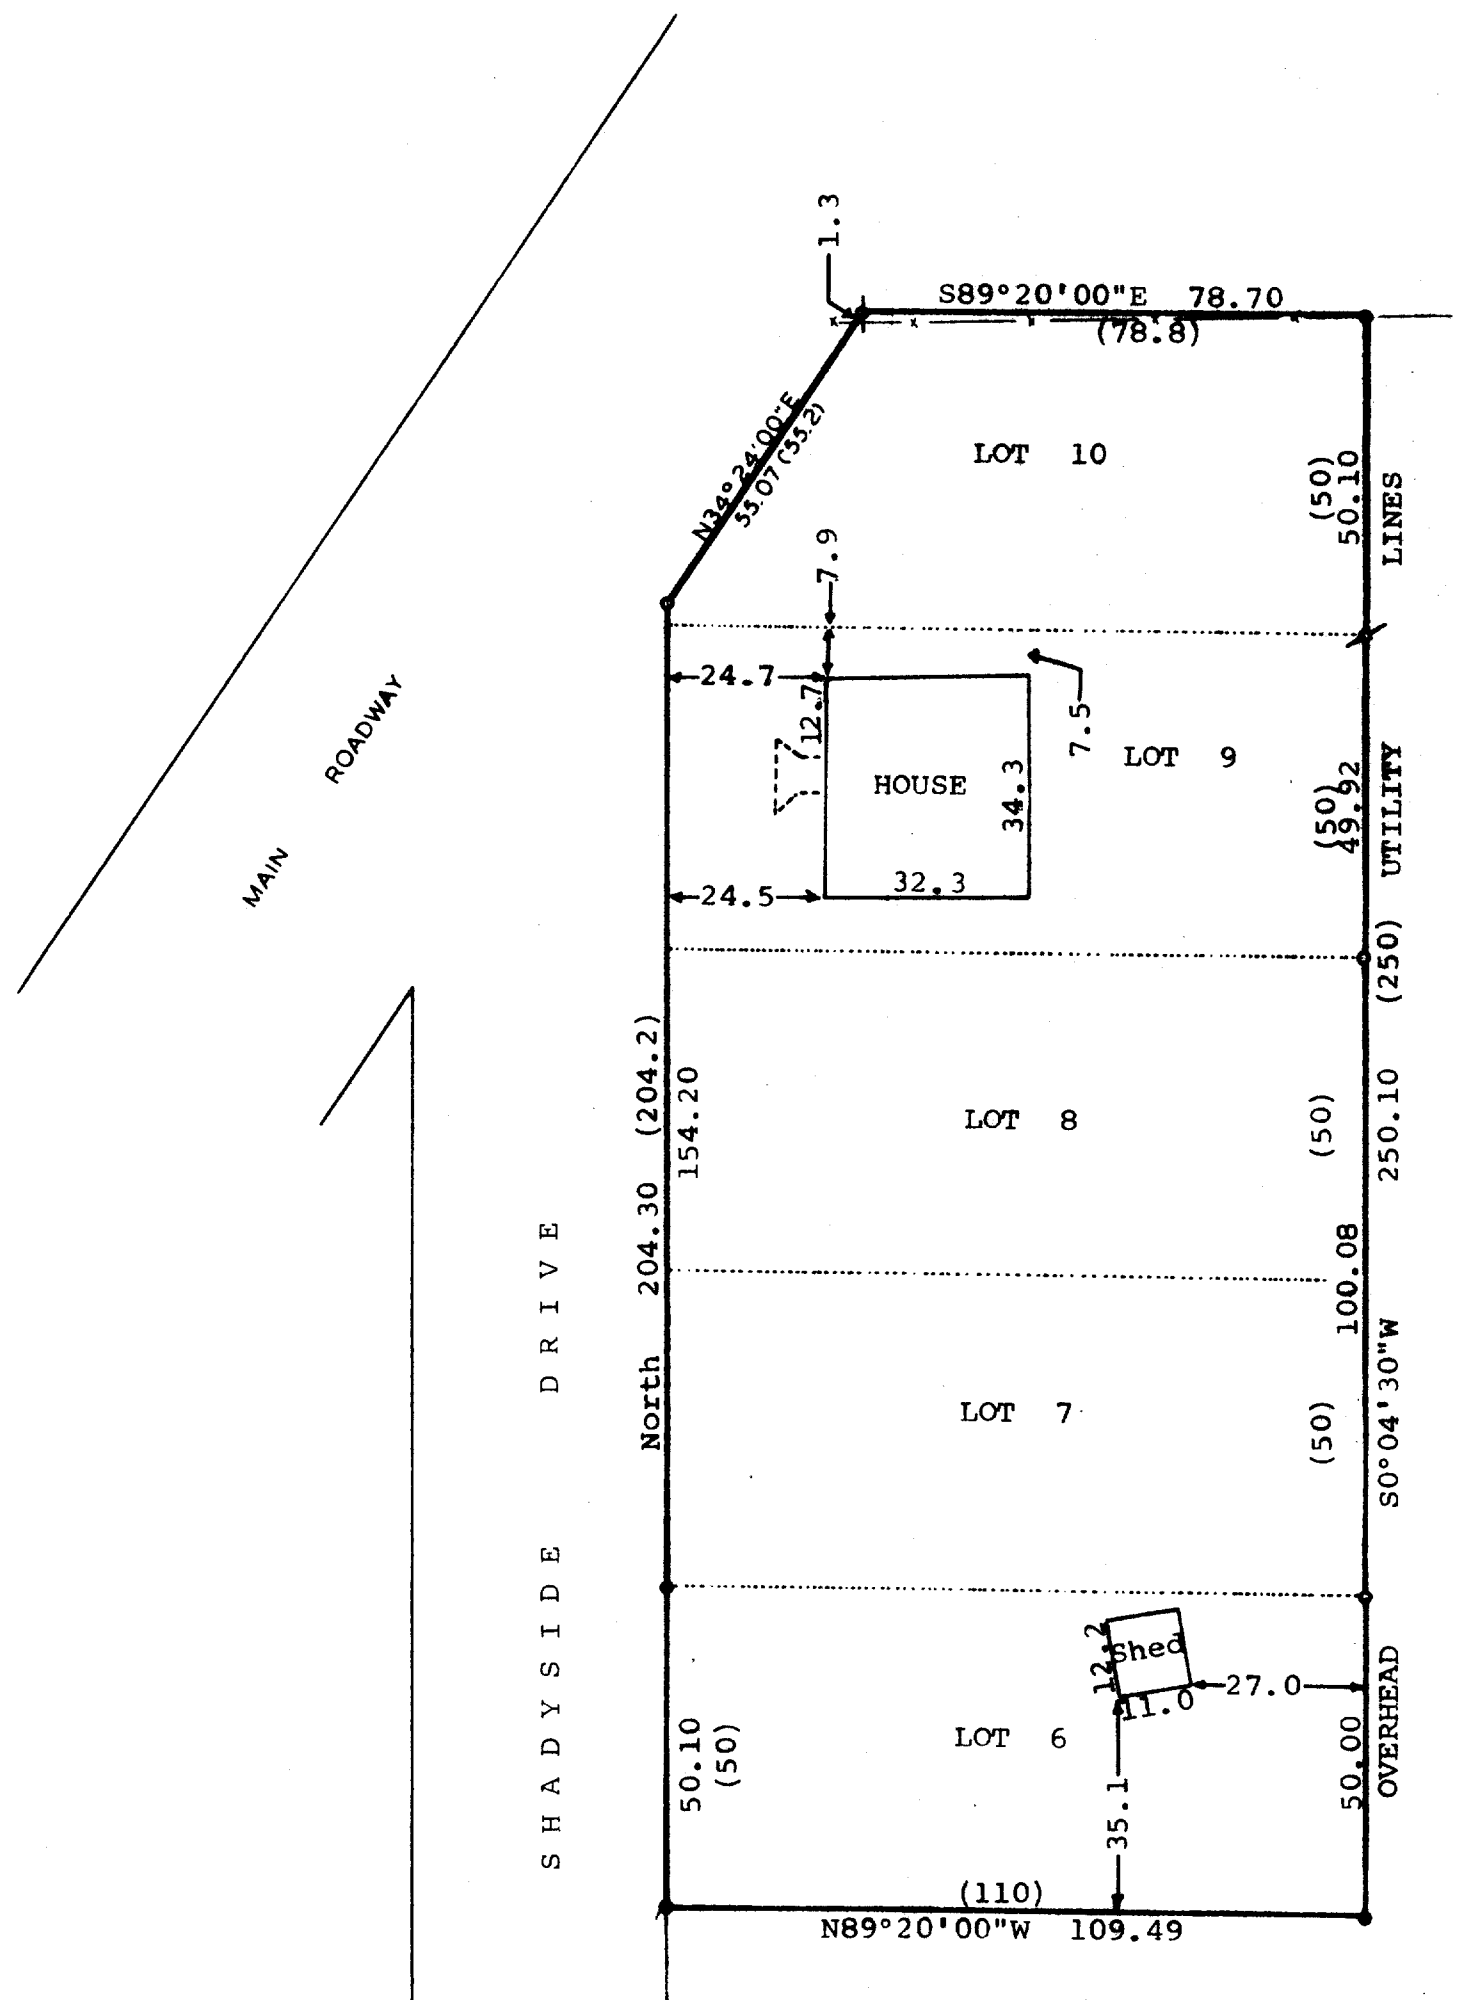 1.3
S89°20'00"E 78.70
(78.8)
N34°24'00"E
55.07 (55.2)
LOT 10
(50)
50.10
LINES
7.9
24.7
12.7
7.5
LOT 9
HOUSE
34.3
(50)
49.92
UTILITY
32.3
24.5
MAIN ROADWAY
(250)
North 204.30 (204.2)
154.20
LOT 8
(50)
250.10
100.08
SHADYSIDE DRIVE
LOT 7
(50)
S0°04'30"W
12.2
Shed
11.0
27.0
LOT 6
50.10
(50)
35.1
50.00
OVERHEAD
(110)
N89°20'00"W 109.49